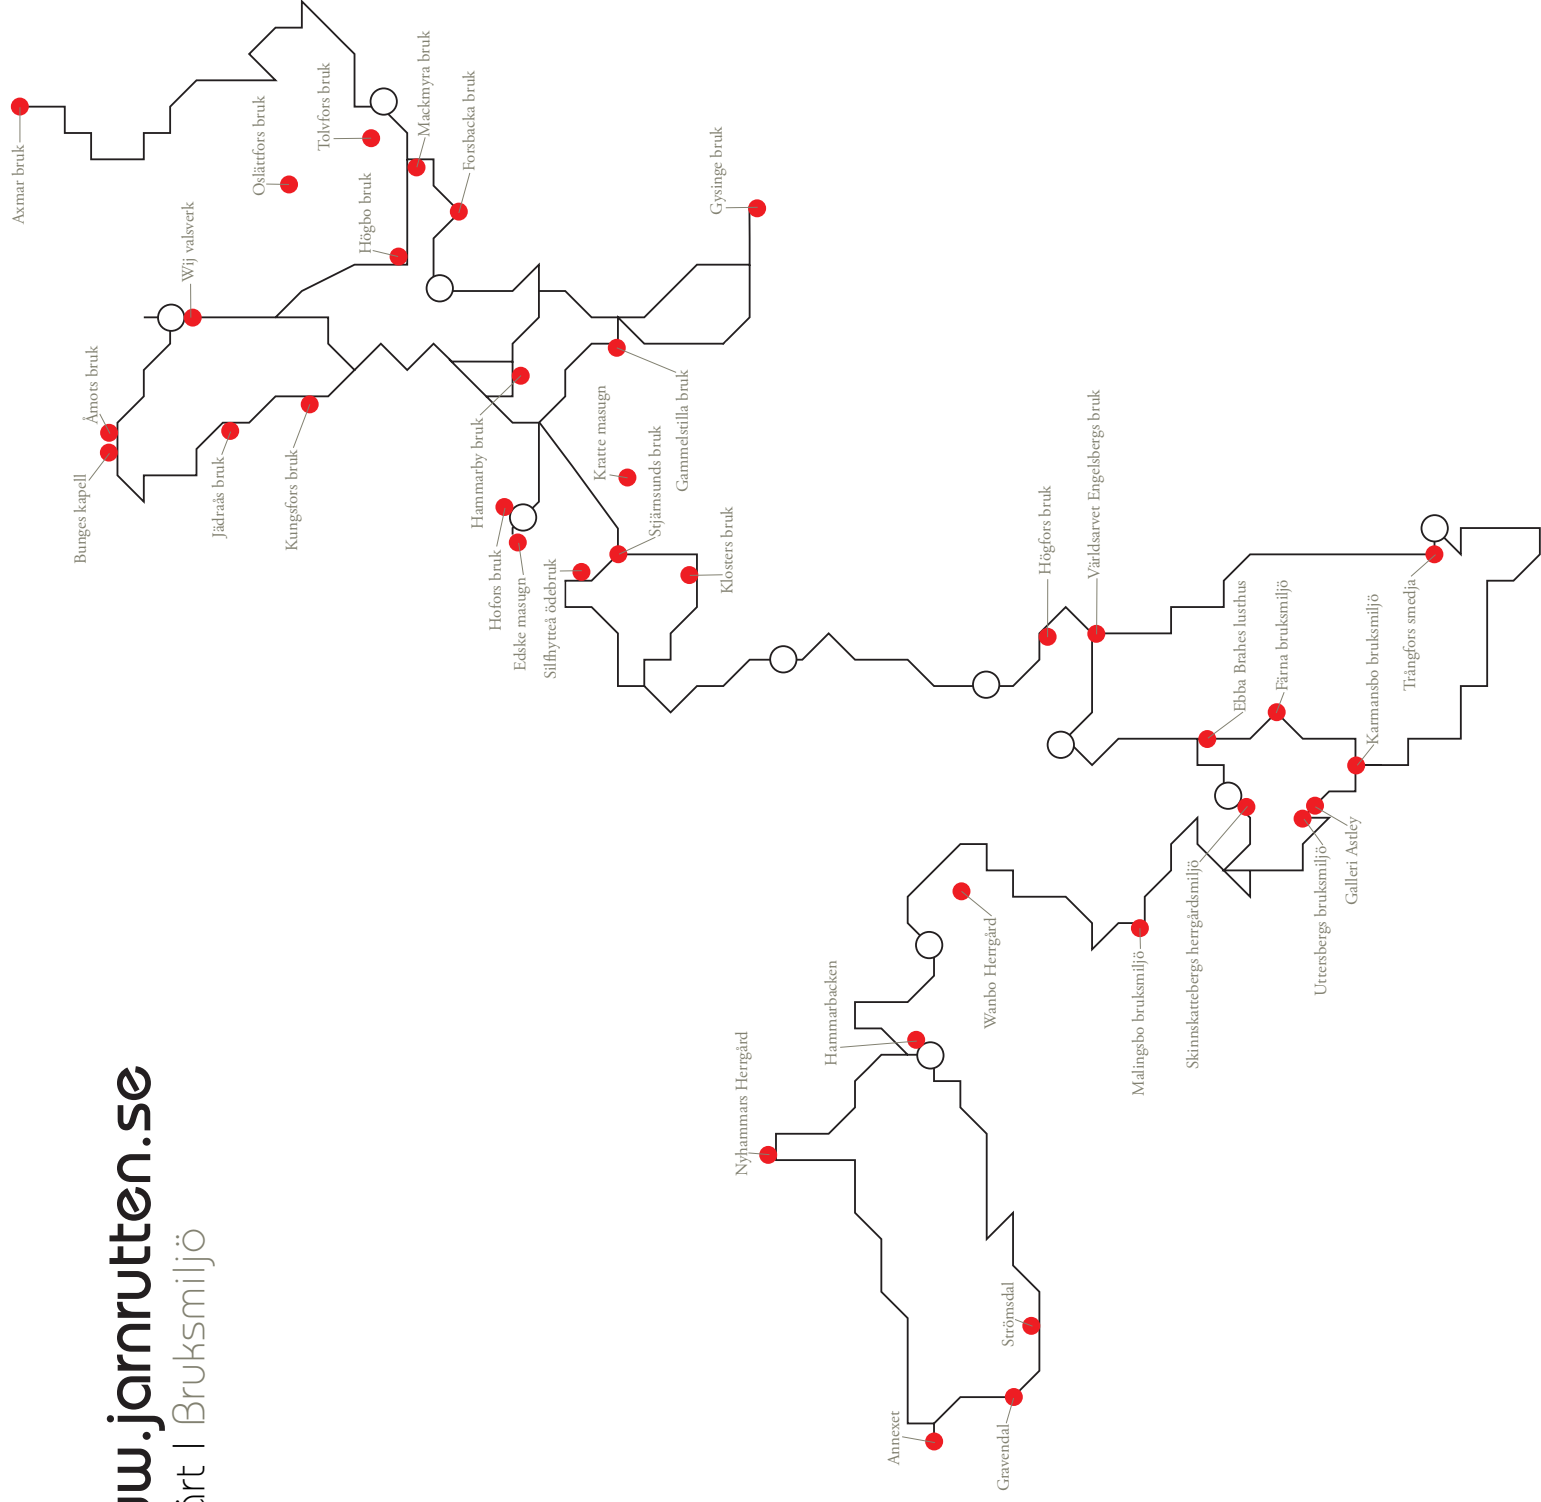 www.jarnrutten.se
Bruksmiljö
Axmar bruk
Oslättfors bruk
Tolvfors bruk
Mackmyra bruk
Forsbacka bruk
Högbo bruk
Gysinge bruk
Wij valsverk
Åmots bruk
Bunges kapell
Jädraås bruk
Kungsfors bruk
Hammarby bruk
Gammelstilla bruk
Kratte masugn
Stjärnsunds bruk
Klosters bruk
Hofors bruk
Edske masugn
Silfhytteå ödebruk
Högfors bruk
Världsarvet Engelsbergs bruk
Ebba Brahes lusthus
Färna bruksmiljö
Karmansbo bruksmiljö
Trångfors smedja
Skinnskattebergs herrgårdsmiljö
Uttersbergs bruksmiljö
Galleri Astley
Malingsbo bruksmiljö
Wanbo Herrgård
Hammarbacken
Nyhammars Herrgård
Strömsdal
Gravendal
Annexet